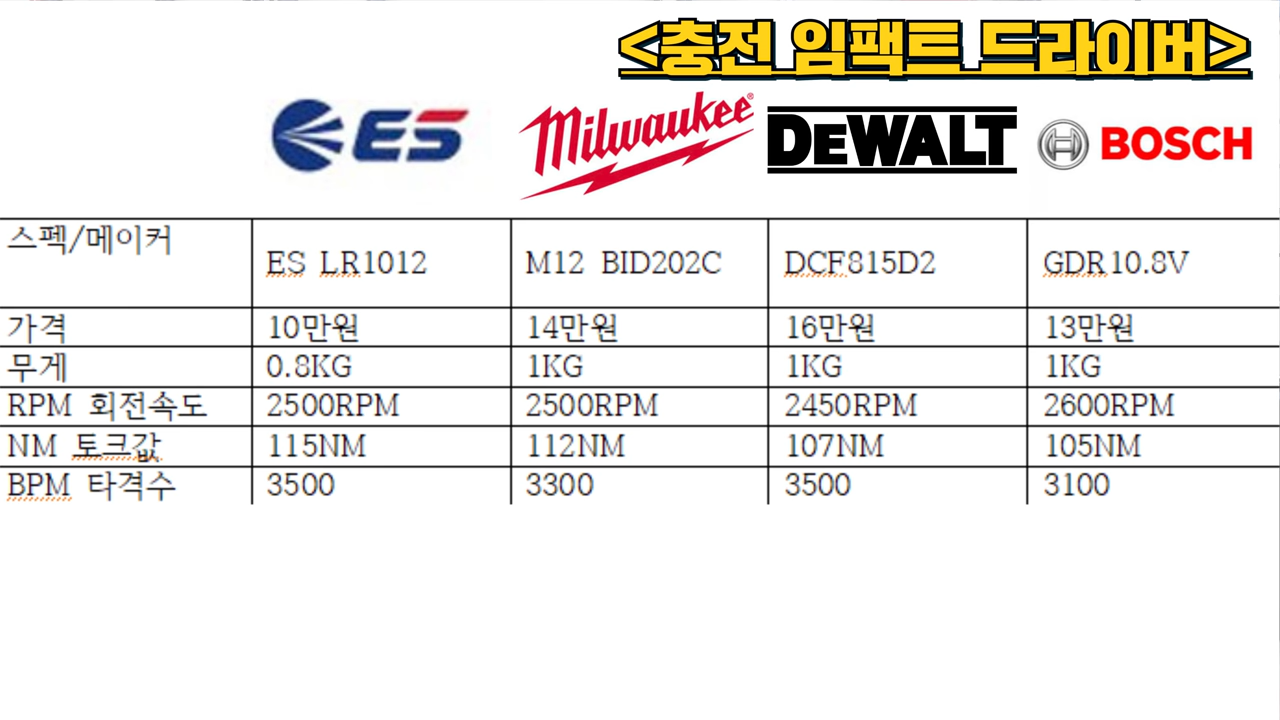 <충전 임팩트 드라이버>
ES Milwaukee® DEWALT BOSCH
스펙/메이커 ES LR1012 M12 BID202C DCF815D2 GDR10.8V
가격 10만원 14만원 16만원 13만원
무게 0.8KG 1KG 1KG 1KG
RPM 회전속도 2500RPM 2500RPM 2450RPM 2600RPM
NM 토크값 115NM 112NM 107NM 105NM
BPM 타격수 3500 3300 3500 3100